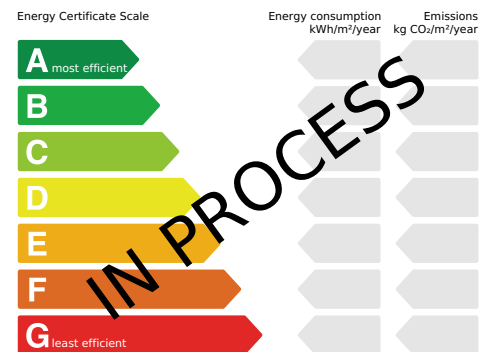 Energy Certificate Scale
Energy consumption
kWh/m²/year
Emissions
kg CO₂/m²/year
A most efficient
B
C
D
E
F
G least efficient
IN PROCESS